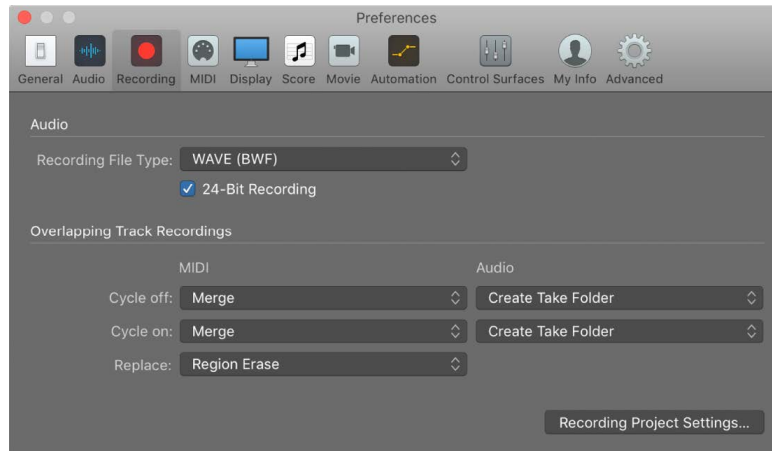 Preferences
General Audio Recording MIDI Display Score Movie Automation Control Surfaces My Info Advanced
Audio
Recording File Type: WAVE (BWF)
24-Bit Recording
Overlapping Track Recordings
MIDI Audio
Cycle off: Merge Create Take Folder
Cycle on: Merge Create Take Folder
Replace: Region Erase
Recording Project Settings...